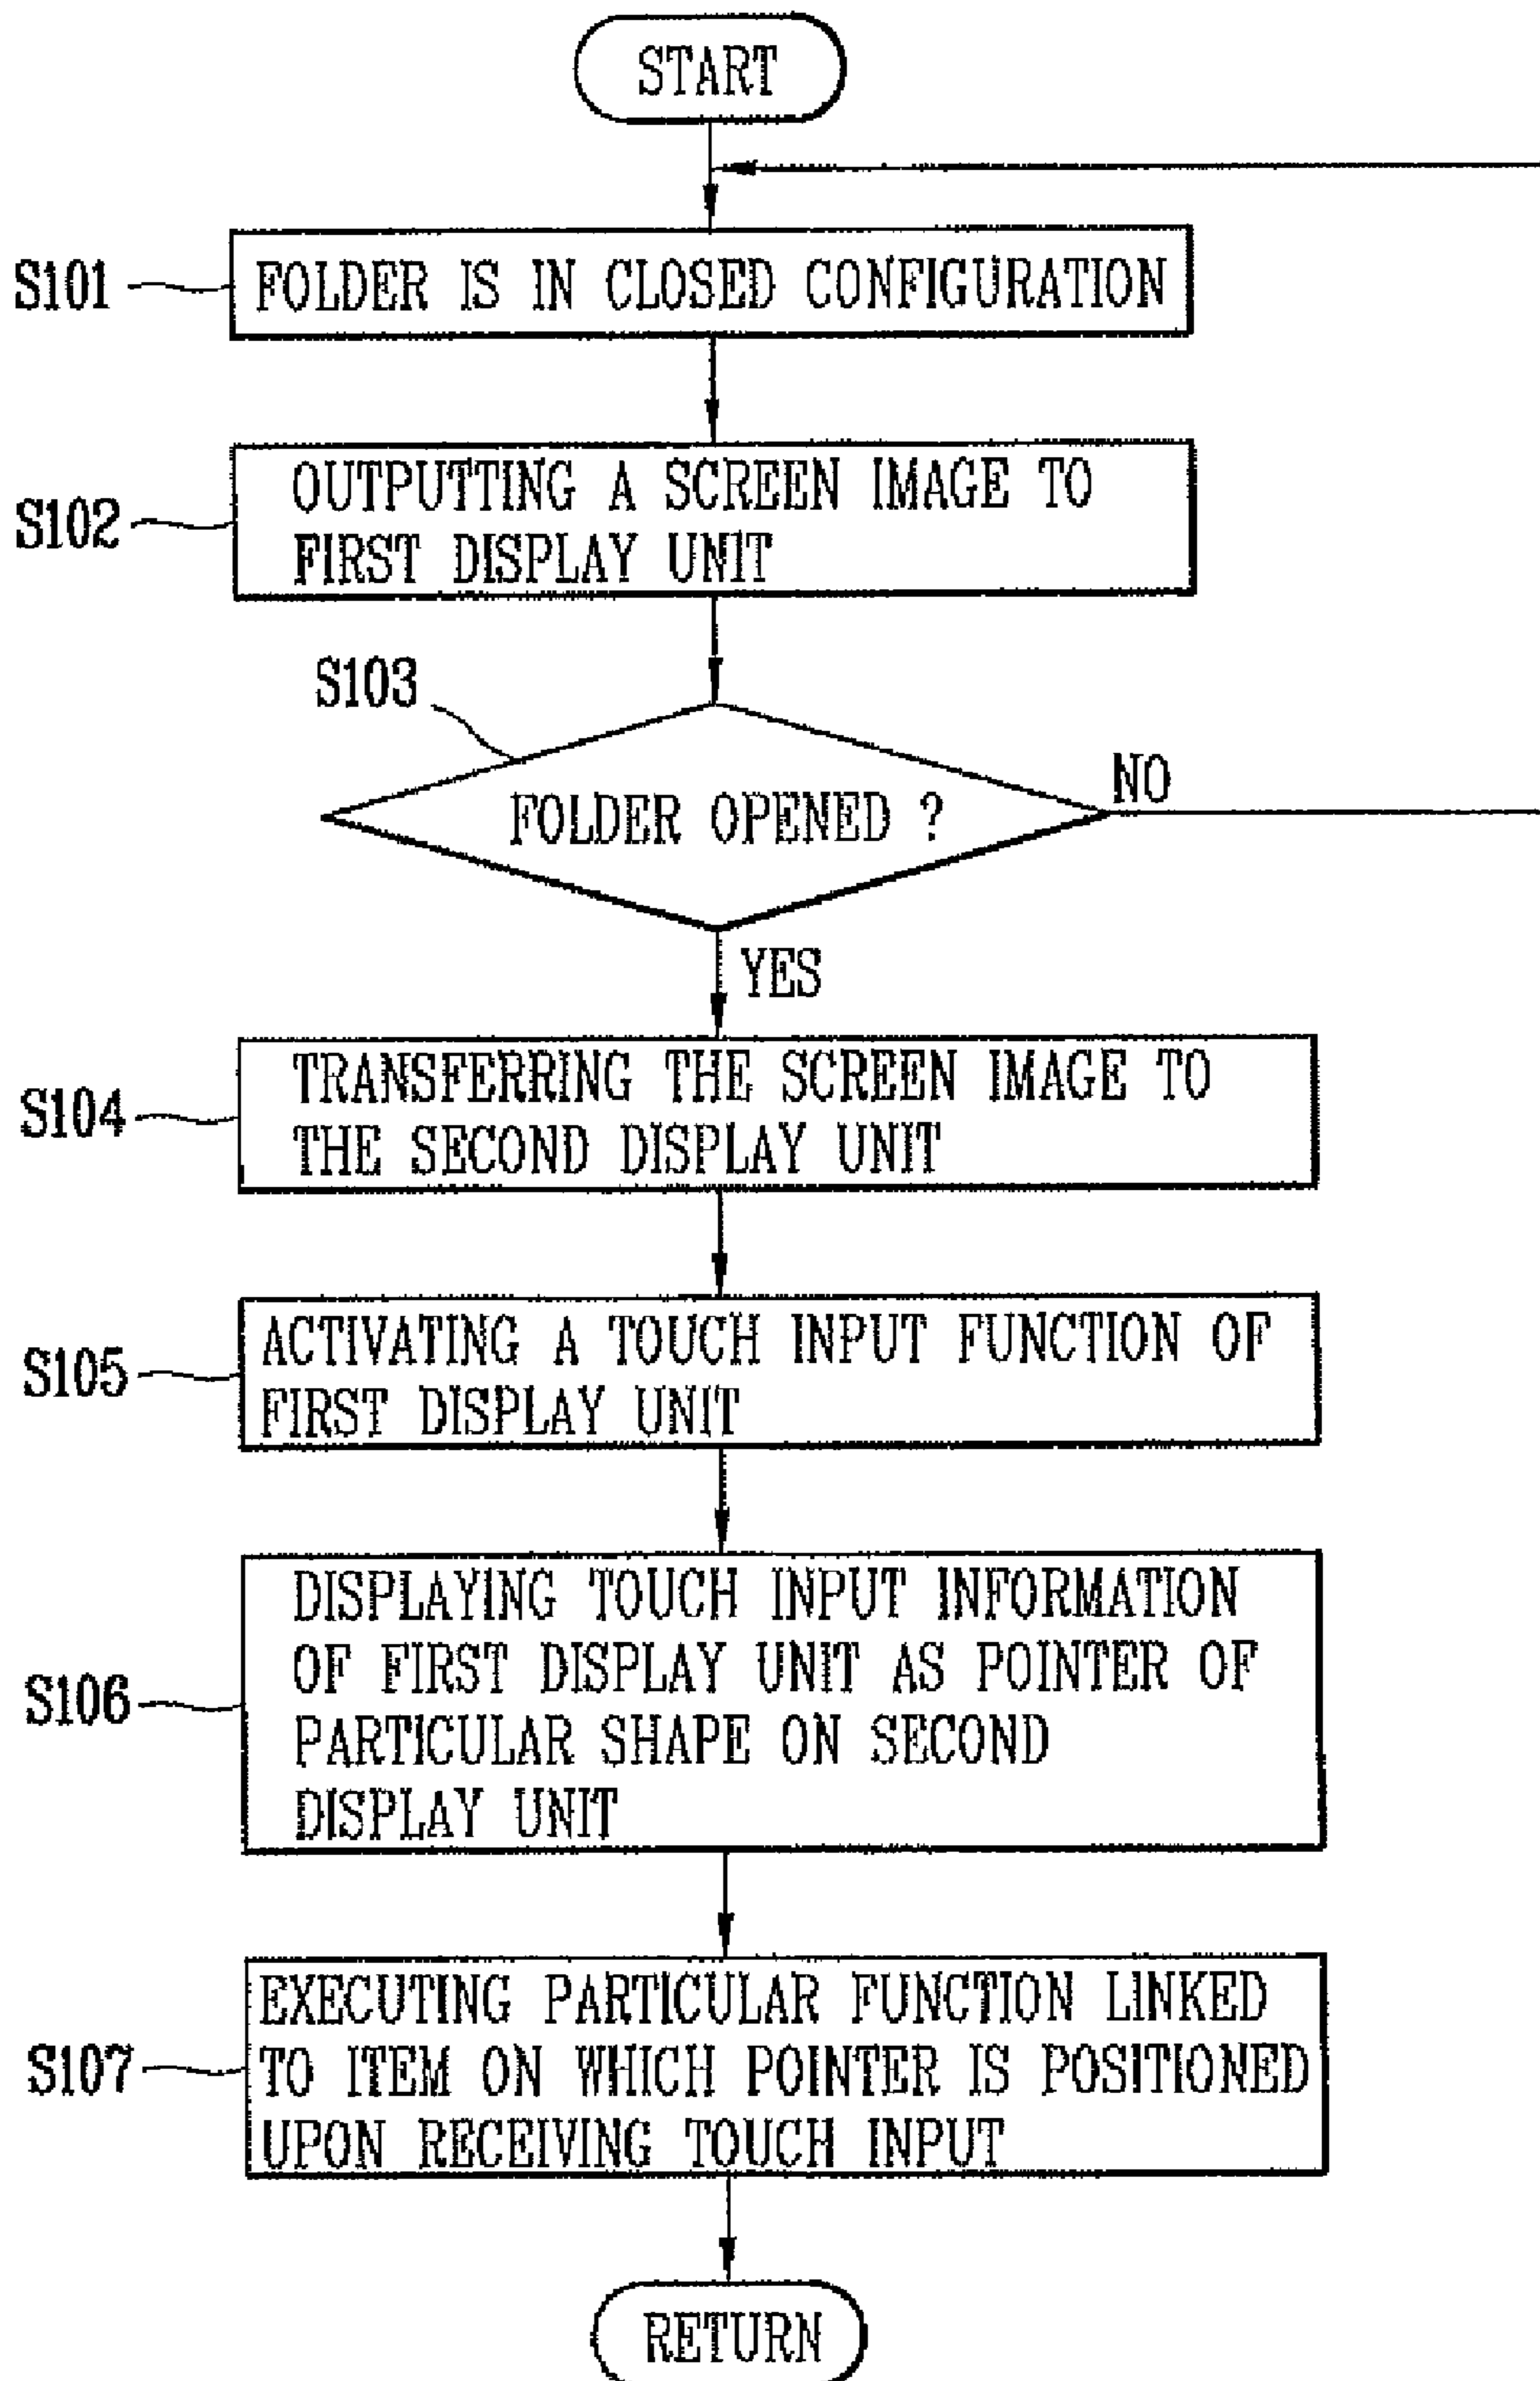 START
S101
FOLDER IS IN CLOSED CONFIGURATION
S102
OUTPUTTING A SCREEN IMAGE TO
FIRST DISPLAY UNIT
S103
FOLDER OPENED ?
NO
YES
S104
TRANSFERRING THE SCREEN IMAGE TO
THE SECOND DISPLAY UNIT
S105
ACTIVATING A TOUCH INPUT FUNCTION OF
FIRST DISPLAY UNIT
S106
DISPLAYING TOUCH INPUT INFORMATION
OF FIRST DISPLAY UNIT AS POINTER OF
PARTICULAR SHAPE ON SECOND
DISPLAY UNIT
S107
EXECUTING PARTICULAR FUNCTION LINKED
TO ITEM ON WHICH POINTER IS POSITIONED
UPON RECEIVING TOUCH INPUT
RETURN